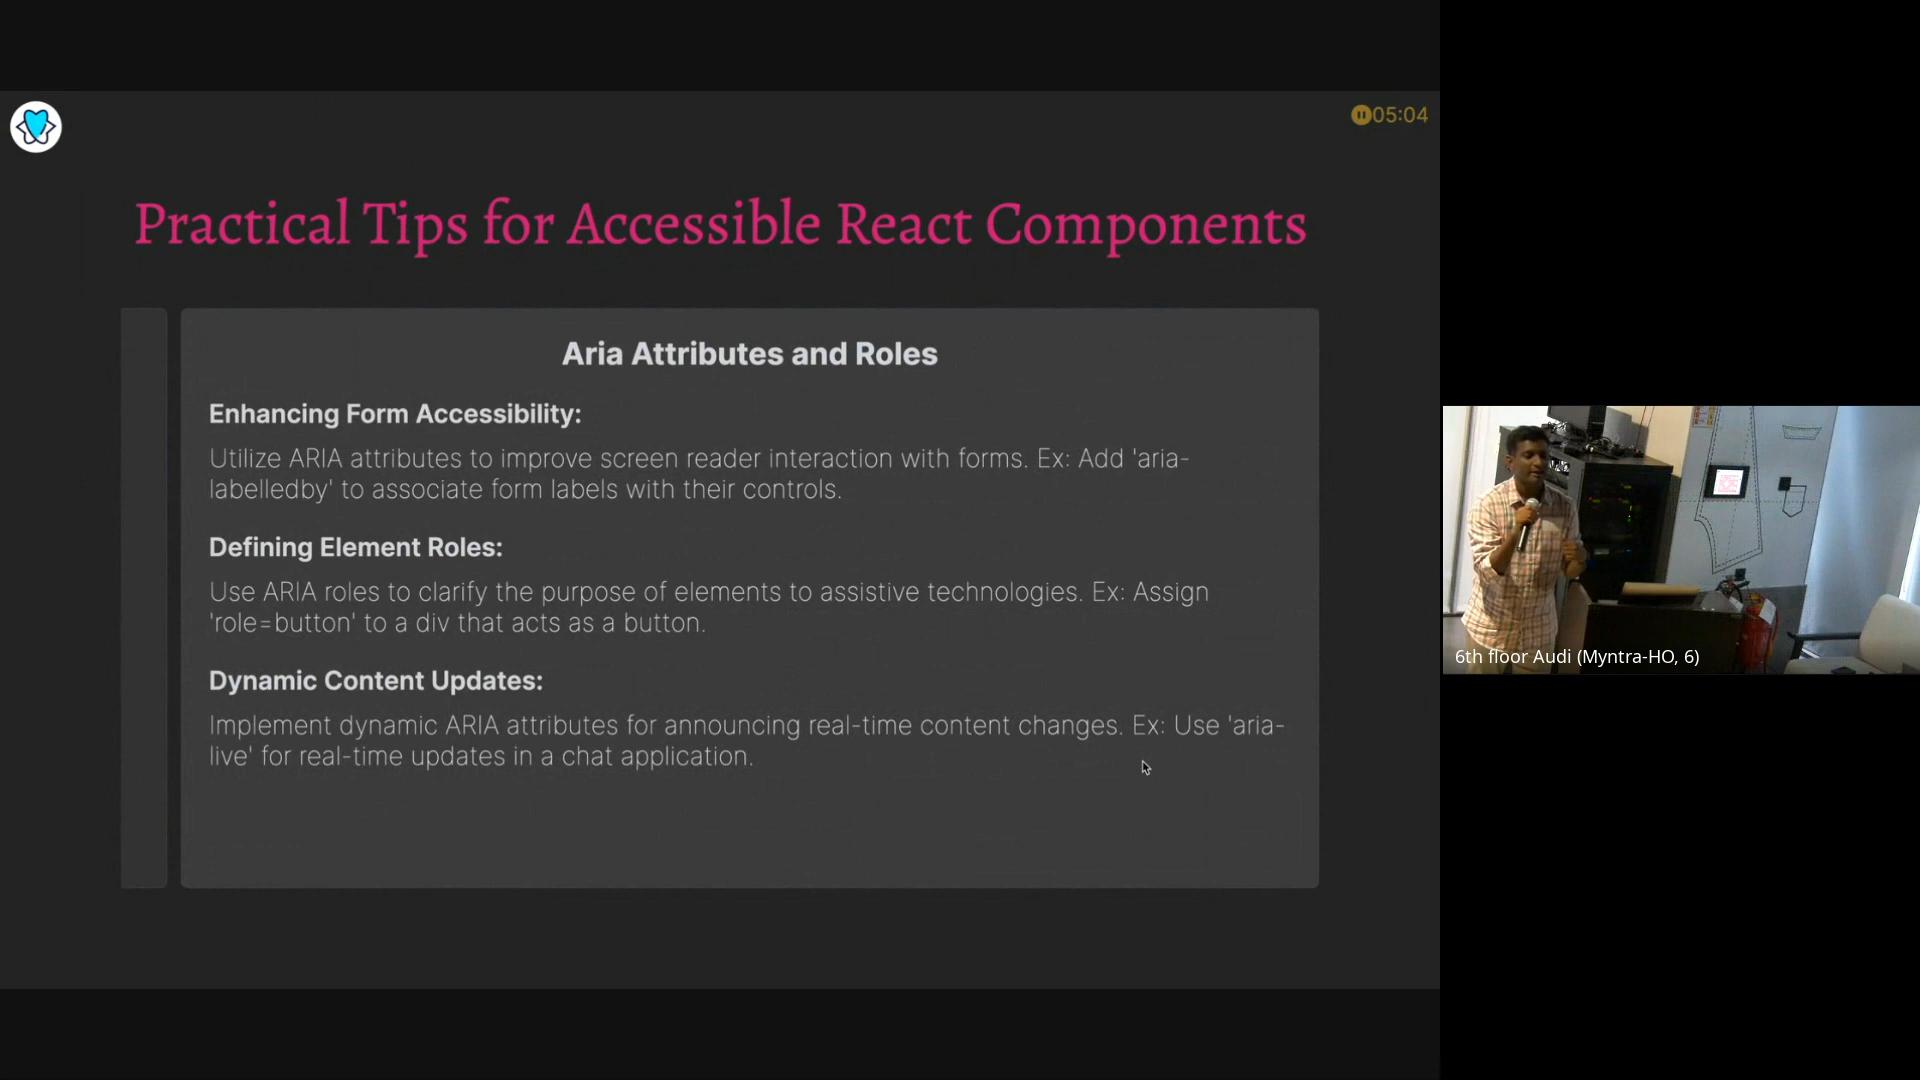 05:04
Practical Tips for Accessible React Components
Aria Attributes and Roles
Enhancing Form Accessibility:
Utilize ARIA attributes to improve screen reader interaction with forms. Ex: Add 'aria-
labelledby' to associate form labels with their controls.
Defining Element Roles:
Use ARIA roles to clarify the purpose of elements to assistive technologies. Ex: Assign
'role=button' to a div that acts as a button.
Dynamic Content Updates:
Implement dynamic ARIA attributes for announcing real-time content changes. Ex: Use 'aria-
live' for real-time updates in a chat application.
6th floor Audi (Myntra-HO, 6)